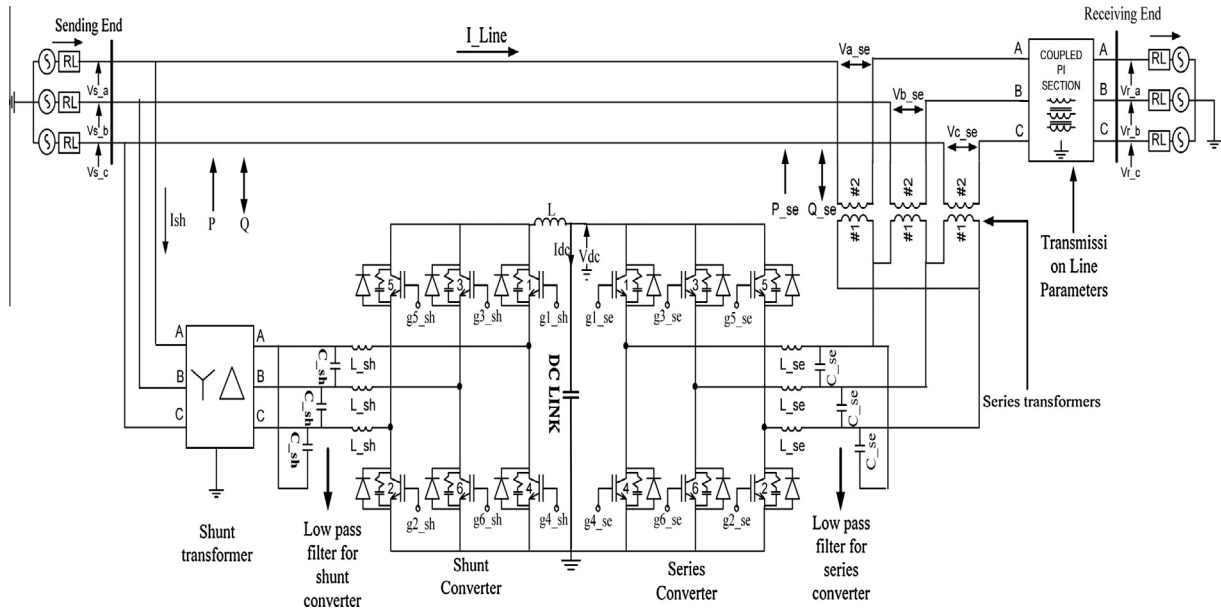 Sending End
I_Line
Receiving End
Va_se
Vb_se
Vc_se
RL
RL
RL
Vs_a
Vs_b
Vs_c
A
B
C
COUPLED
PI
SECTION
A
B
C
Vr_a
Vr_b
Vr_c
RL
RL
RL
Ish
P
Q
P_se
Q_se
#2
#2
#2
#1
#1
#1
L
Idc
Vdc
Transmissi
on Line
Parameters
5
3
1
1
3
5
g5_sh
g3_sh
g1_sh
g1_se
g3_se
g5_se
A
B
C
A
B
C
C_sh
C_sh
C_sh
L_sh
L_sh
L_sh
DC LINK
L_se
L_se
L_se
C_se
C_se
C_se
Series transformers
2
6
4
4
6
2
g2_sh
g6_sh
g4_sh
g4_se
g6_se
g2_se
Shunt
transformer
Low pass
filter for
shunt
converter
Shunt
Converter
Series
Converter
Low pass
filter for
series
converter